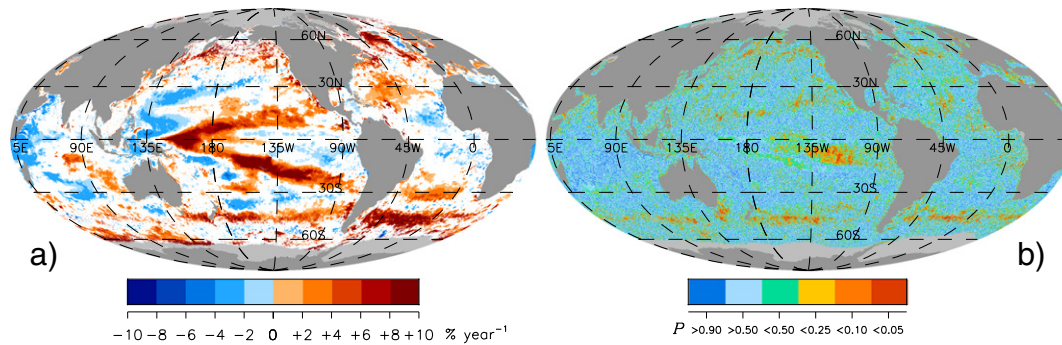 60N
30N
5E 90E 135E 180 135W 90W 45W 0
30S
60S
a)
−10 −8 −6 −4 −2 0 +2 +4 +6 +8 +10 % year⁻¹
60N
30N
5E 90E 135E 180 135W 90W 45W 0
30S
60S
b)
P >0.90 >0.50 <0.50 <0.25 <0.10 <0.05